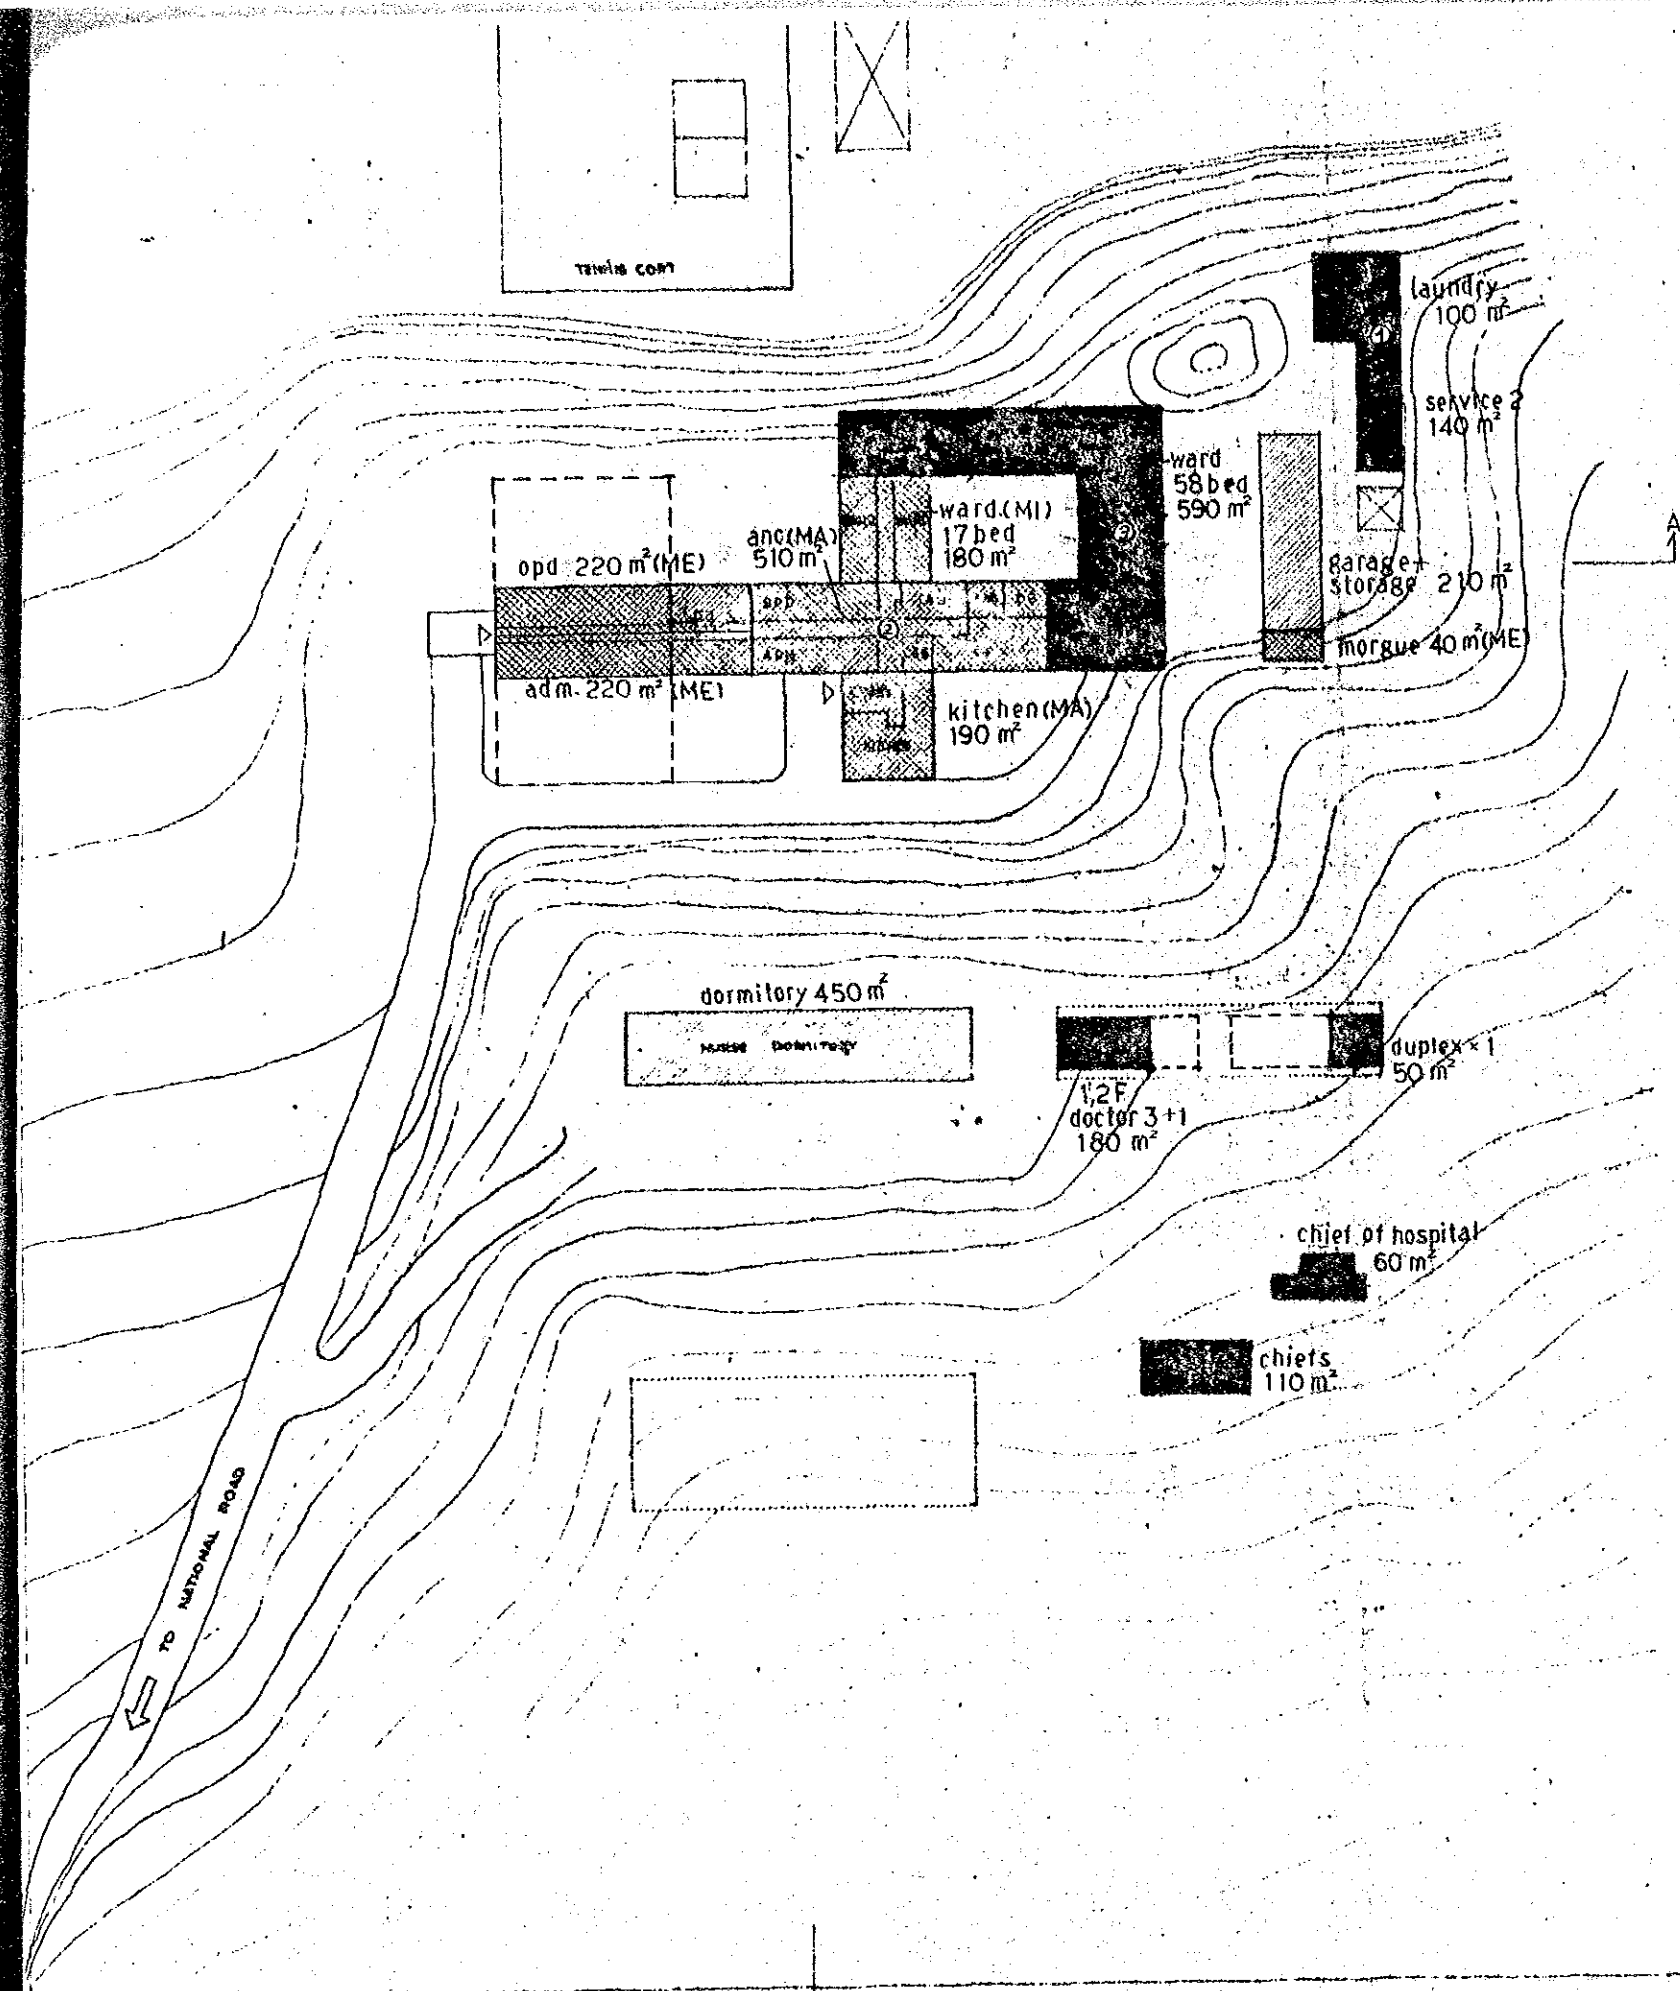 laundry
100 m²
service 2
140 m²
ward
58 bed
590 m²
ward.(MI)
17 bed
180 m²
anc(MA)
510 m²
opd 220 m²(ME)
OPD
2
adm. 220 m² (ME)
kitchen(MA)
190 m²
garage+
storage 210 m²
morgue 40 m²(ME)
A
dormitory 450 m²
NURSE DORMITORY
duplex × 1
50 m²
1,2F
doctor 3+1
180 m²
chief of hospital
60 m²
chiefs
110 m²
TO NATIONAL ROAD